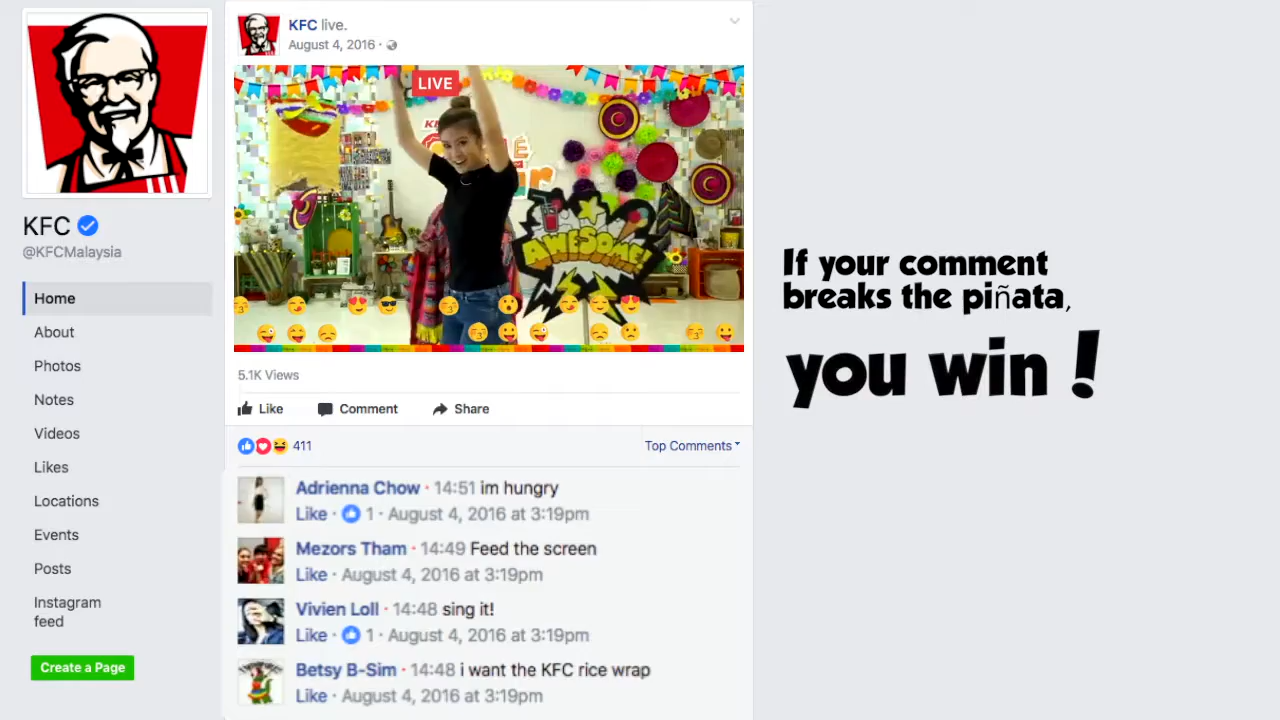 KFC
@KFCMalaysia
Home
About
Photos
Notes
Videos
Likes
Locations
Events
Posts
Instagram
feed
Create a Page
KFC live.
August 4, 2016 ·
LIVE
AWESOME!
5.1K Views
Like Comment Share
411
Top Comments
Adrienna Chow · 14:51 im hungry
Like · 1 · August 4, 2016 at 3:19pm
Mezors Tham · 14:49 Feed the screen
Like · August 4, 2016 at 3:19pm
Vivien Loll · 14:48 sing it!
Like · 1 · August 4, 2016 at 3:19pm
Betsy B-Sim · 14:48 i want the KFC rice wrap
Like · August 4, 2016 at 3:19pm
If your comment
breaks the piñata,
you win!